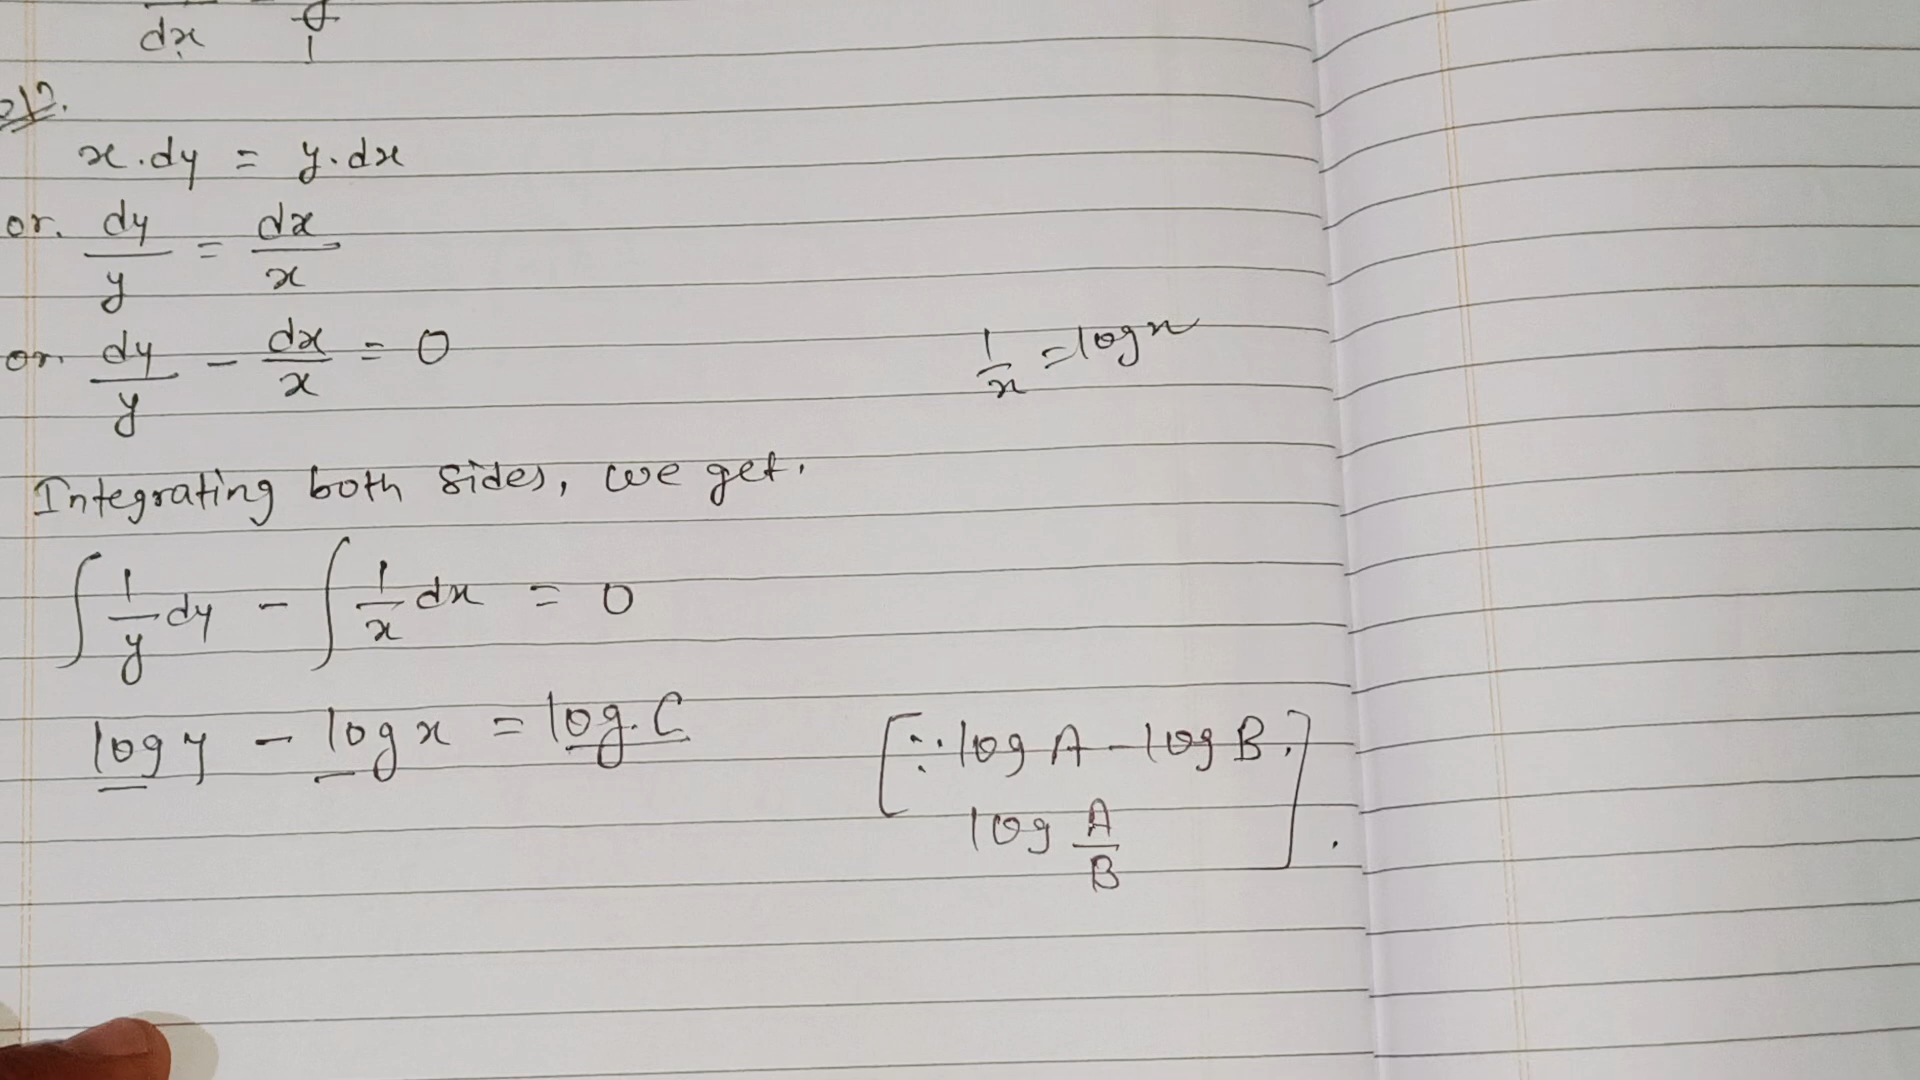 dx
x.dy = y.dx
or. dy/y = dx/x
or. dy/y - dx/x = 0
1/x = log x
Integrating both sides, we get.
∫ 1/y dy - ∫ 1/x dx = 0
log y - log x = log.C
[∵ log A - log B.
log A/B].